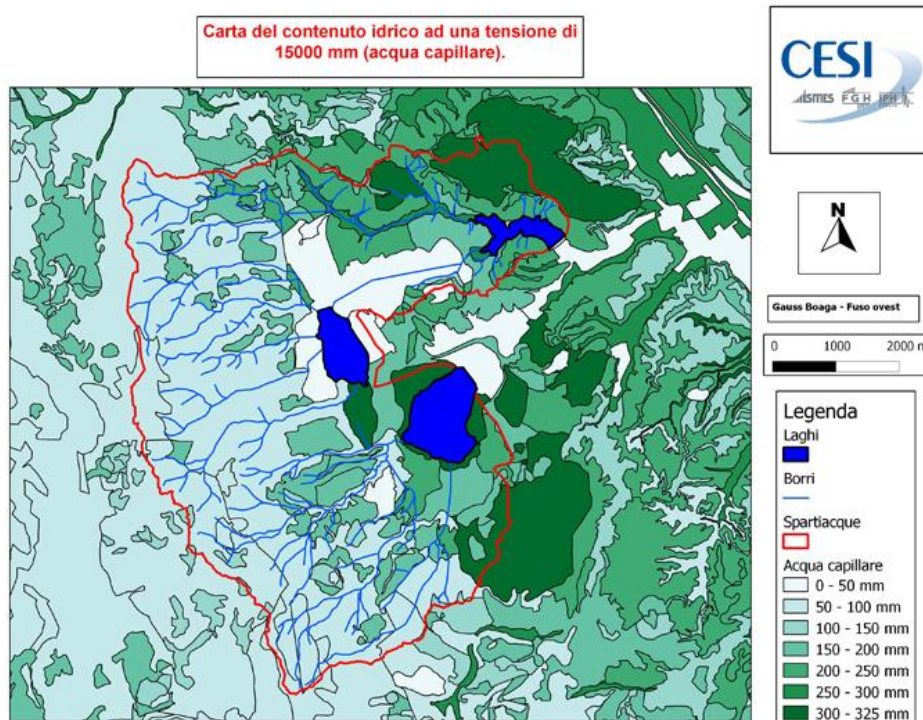 Carta del contenuto idrico ad una tensione di
15000 mm (acqua capillare).
CESI
ISMES FGH IPH
N
Gauss Boaga - Fuso ovest
0 1000 2000 m
Legenda
Laghi
Borri
Spartiacque
Acqua capillare
0 - 50 mm
50 - 100 mm
100 - 150 mm
150 - 200 mm
200 - 250 mm
250 - 300 mm
300 - 325 mm